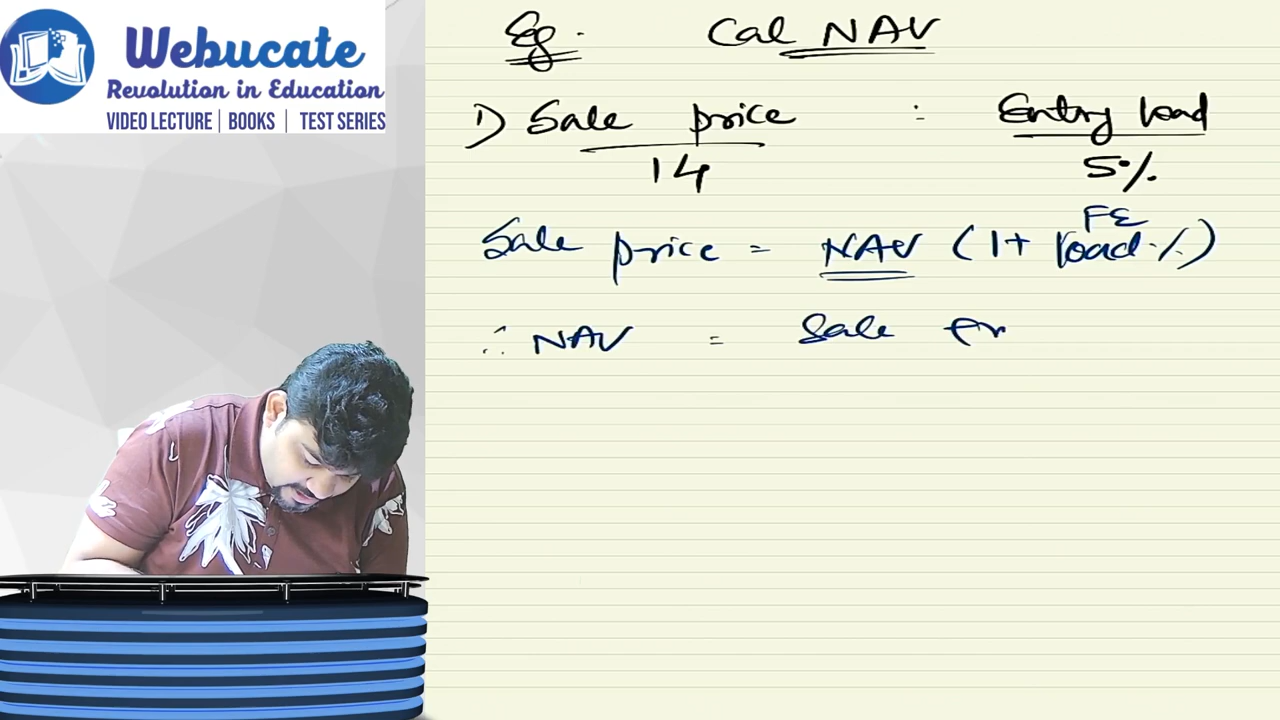 Webucate
Revolution in Education
VIDEO LECTURE | BOOKS | TEST SERIES
Eg. Cal NAV
1) Sale price : Entry load
14 5%
FE
Sale price = NAV (1+ load %)
∴ NAV = Sale Pr